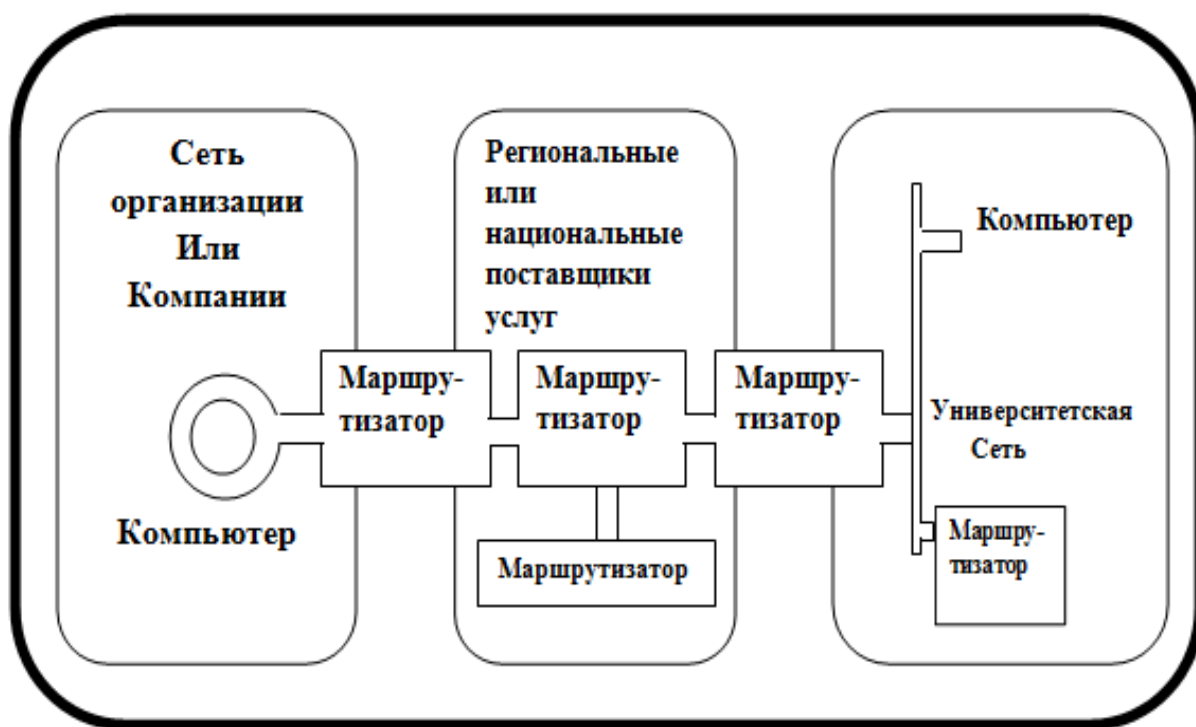 Сеть
организации
Или
Компании
Компьютер
Региональные
или
национальные
поставщики
услуг
Маршру-
тизатор
Маршру-
тизатор
Маршру-
тизатор
Маршрутизатор
Компьютер
Университетская
Сеть
Маршру-
тизатор